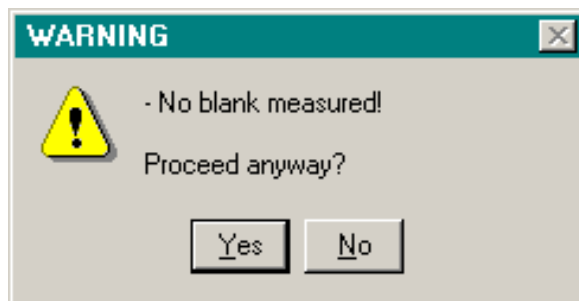 WARNING
- No blank measured!
Proceed anyway?
Yes No